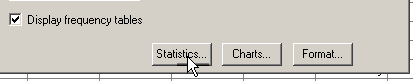 Display frequency tables
Statistics... Charts... Format...